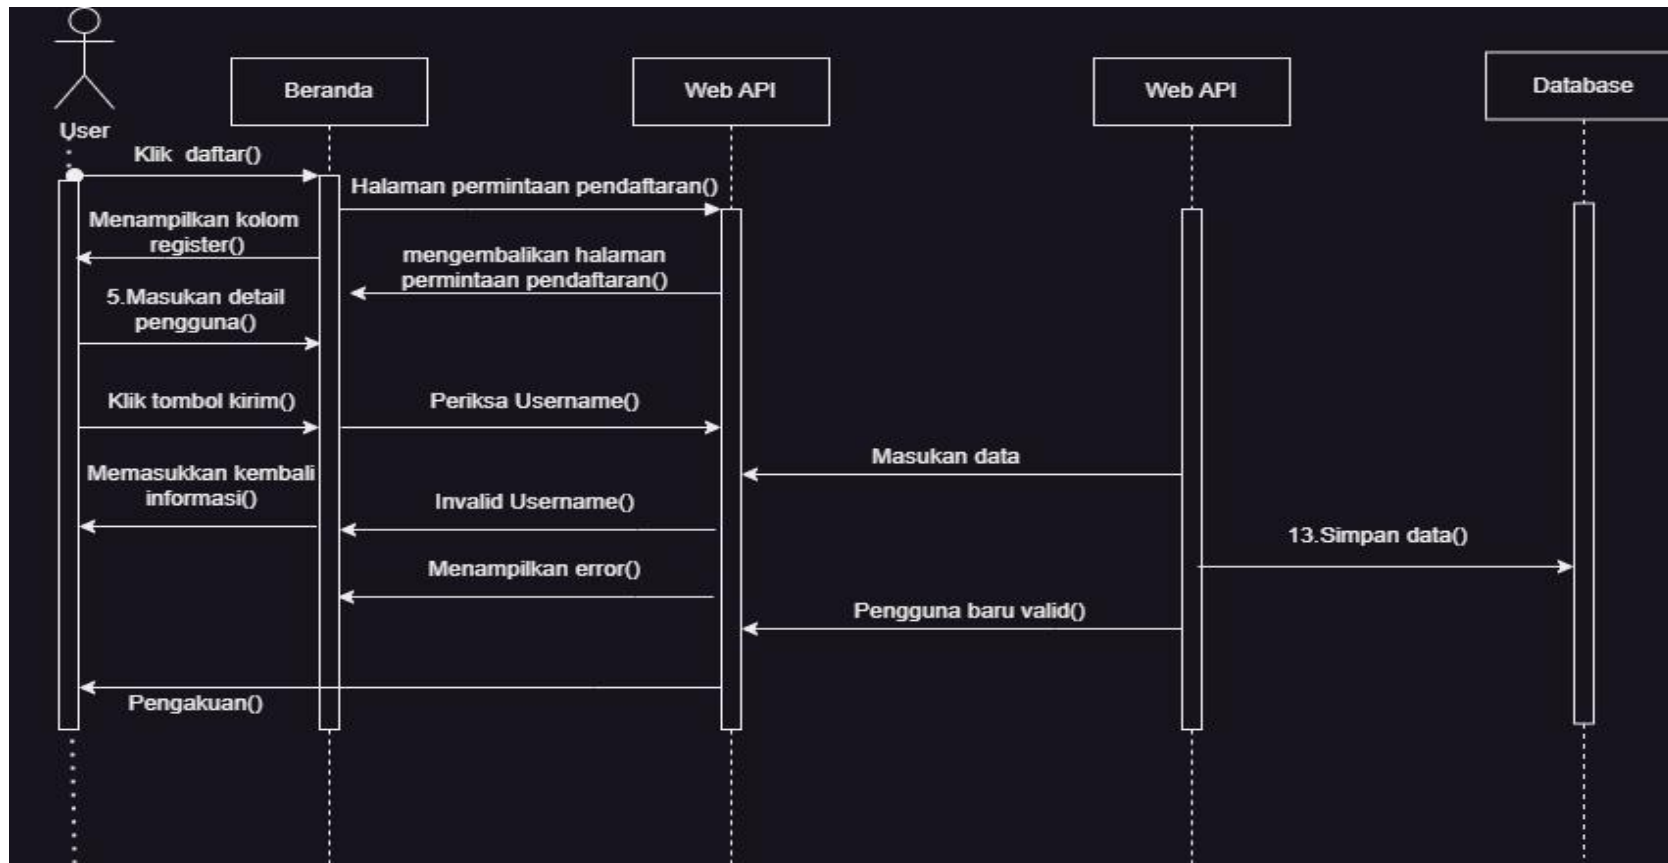 User
Beranda
Web API
Web API
Database
Klik daftar()
Halaman permintaan pendaftaran()
Menampilkan kolom
register()
mengembalikan halaman
permintaan pendaftaran()
5.Masukan detail
pengguna()
Klik tombol kirim()
Periksa Username()
Masukan data
Memasukkan kembali
informasi()
Invalid Username()
13.Simpan data()
Menampilkan error()
Pengguna baru valid()
Pengakuan()